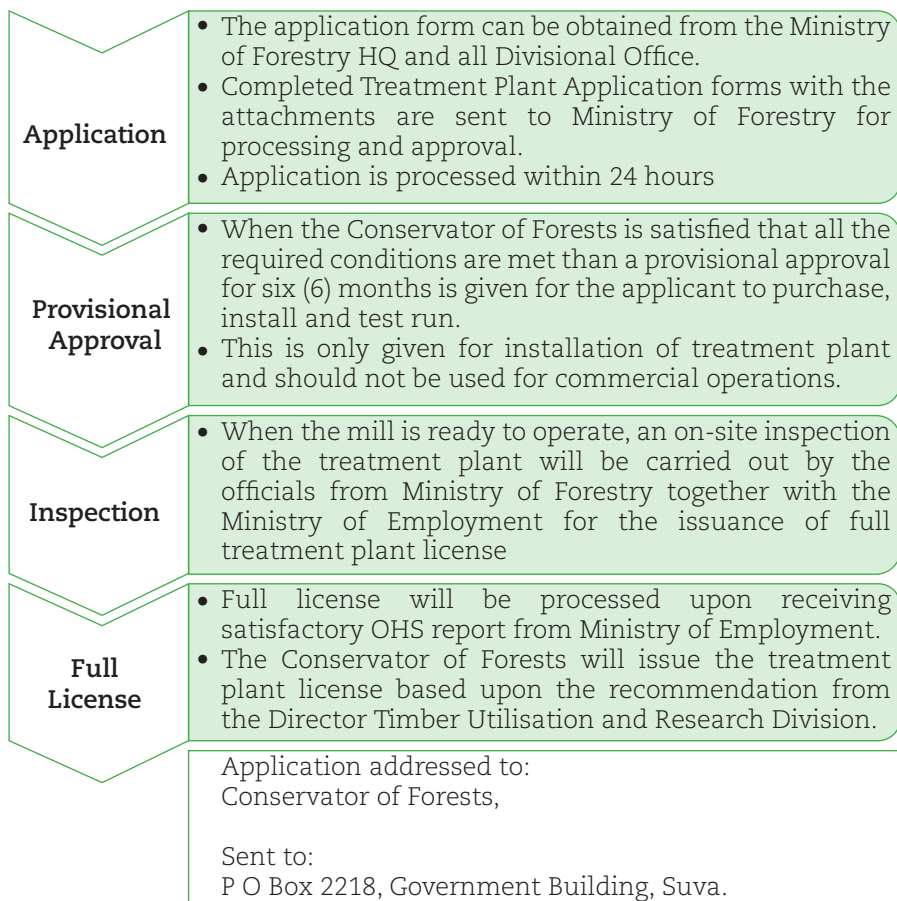 Application
• The application form can be obtained from the Ministry
of Forestry HQ and all Divisional Office.
• Completed Treatment Plant Application forms with the
attachments are sent to Ministry of Forestry for
processing and approval.
• Application is processed within 24 hours
Provisional
Approval
• When the Conservator of Forests is satisfied that all the
required conditions are met than a provisional approval
for six (6) months is given for the applicant to purchase,
install and test run.
• This is only given for installation of treatment plant
and should not be used for commercial operations.
Inspection
• When the mill is ready to operate, an on-site inspection
of the treatment plant will be carried out by the
officials from Ministry of Forestry together with the
Ministry of Employment for the issuance of full
treatment plant license
Full
License
• Full license will be processed upon receiving
satisfactory OHS report from Ministry of Employment.
• The Conservator of Forests will issue the treatment
plant license based upon the recommendation from
the Director Timber Utilisation and Research Division.
Application addressed to:
Conservator of Forests,
Sent to:
P O Box 2218, Government Building, Suva.